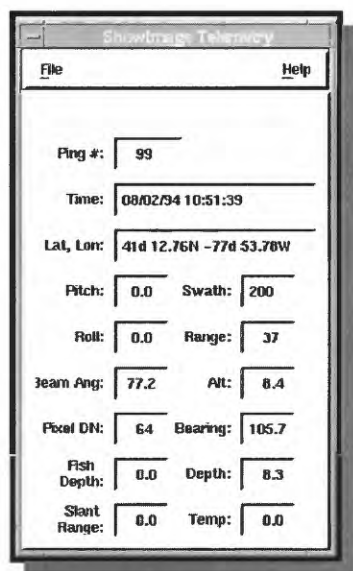 ShowImage Telemetry
File Help
Ping #: 99
Time: 08/02/94 10:51:39
Lat, Lon: 41d 12.76N -77d 53.78W
Pitch: 0.0 Swath: 200
Roll: 0.0 Range: 37
Beam Ang: 77.2 Alt: 8.4
Pixel DN: 64 Bearing: 105.7
Fish Depth: 0.0 Depth: 8.3
Slant Range: 0.0 Temp: 0.0